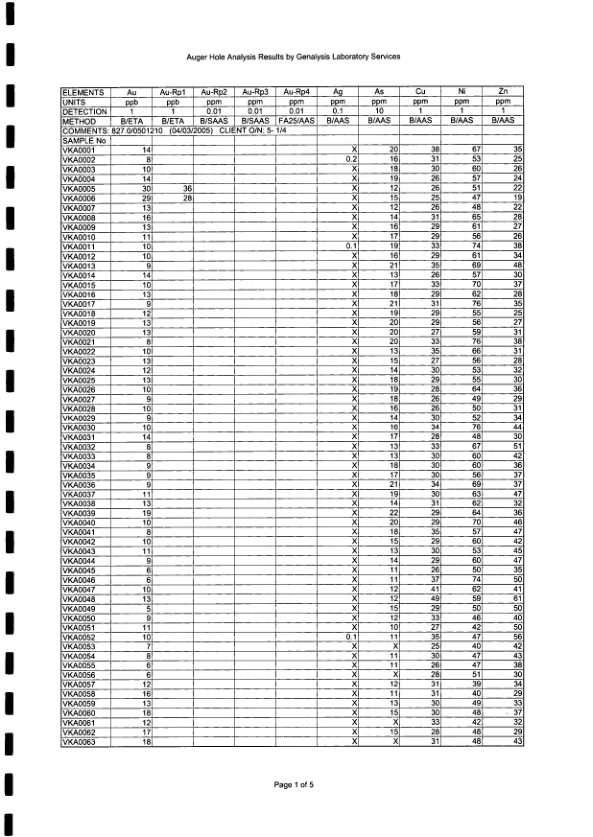 Auger Hole Analysis Results by Genalysis Laboratory Services
ELEMENTS Au Au-Rp1 Au-Rp2 Au-Rp3 Au-Rp4 Ag As Cu Ni Zn
UNITS ppb ppb ppm ppm ppm ppm ppm ppm ppm ppm
DETECTION 1 1 0.01 0.01 0.01 0.1 10 1 1 1
METHOD B/ETA B/ETA B/SAAS B/SAAS FA25/AAS B/AAS B/AAS B/AAS B/AAS B/AAS
COMMENTS: 827.0/0501210 (04/03/2005) CLIENT O/N: 5- 1/4
SAMPLE No
VKA0001 14 X 20 38 67 35
VKA0002 8 0.2 16 31 53 25
VKA0003 10 X 18 30 60 26
VKA0004 14 X 19 26 57 24
VKA0005 30 36 X 12 26 51 22
VKA0006 29 28 X 15 25 47 19
VKA0007 13 X 12 26 48 22
VKA0008 16 X 14 31 65 28
VKA0009 13 X 16 29 61 27
VKA0010 11 X 17 29 56 26
VKA0011 10 0.1 19 33 74 38
VKA0012 10 X 16 29 61 34
VKA0013 9 X 21 35 69 48
VKA0014 14 X 13 26 57 30
VKA0015 10 X 17 33 70 37
VKA0016 13 X 18 29 62 28
VKA0017 9 X 21 31 76 35
VKA0018 12 X 19 29 55 25
VKA0019 13 X 20 29 56 27
VKA0020 13 X 20 27 59 31
VKA0021 8 X 20 33 76 38
VKA0022 10 X 13 35 66 31
VKA0023 13 X 15 27 56 28
VKA0024 12 X 14 30 53 32
VKA0025 13 X 18 29 55 30
VKA0026 10 X 19 28 64 36
VKA0027 9 X 18 26 49 29
VKA0028 10 X 16 26 50 31
VKA0029 9 X 14 30 52 34
VKA0030 10 X 16 34 76 44
VKA0031 14 X 17 28 48 30
VKA0032 8 X 13 33 67 51
VKA0033 8 X 13 30 60 42
VKA0034 9 X 18 30 60 36
VKA0035 9 X 17 30 56 37
VKA0036 9 X 21 34 69 37
VKA0037 11 X 19 30 63 47
VKA0038 13 X 14 31 62 32
VKA0039 19 X 22 29 64 36
VKA0040 10 X 20 29 70 46
VKA0041 8 X 18 35 57 47
VKA0042 10 X 15 29 60 42
VKA0043 11 X 13 30 53 45
VKA0044 9 X 14 29 60 47
VKA0045 6 X 11 26 50 35
VKA0046 6 X 11 37 74 50
VKA0047 10 X 12 41 62 41
VKA0048 13 X 12 49 59 61
VKA0049 5 X 15 29 50 50
VKA0050 9 X 12 33 46 40
VKA0051 11 X 10 27 42 50
VKA0052 10 0.1 11 35 47 56
VKA0053 7 X X 25 40 42
VKA0054 8 X 11 30 47 43
VKA0055 6 X 11 26 47 38
VKA0056 6 X X 28 51 30
VKA0057 12 X 12 31 39 34
VKA0058 16 X 11 31 40 29
VKA0059 13 X 13 30 49 33
VKA0060 18 X 15 30 48 37
VKA0061 12 X X 33 42 32
VKA0062 17 X 15 28 48 29
VKA0063 18 X X 31 48 43
Page 1 of 5